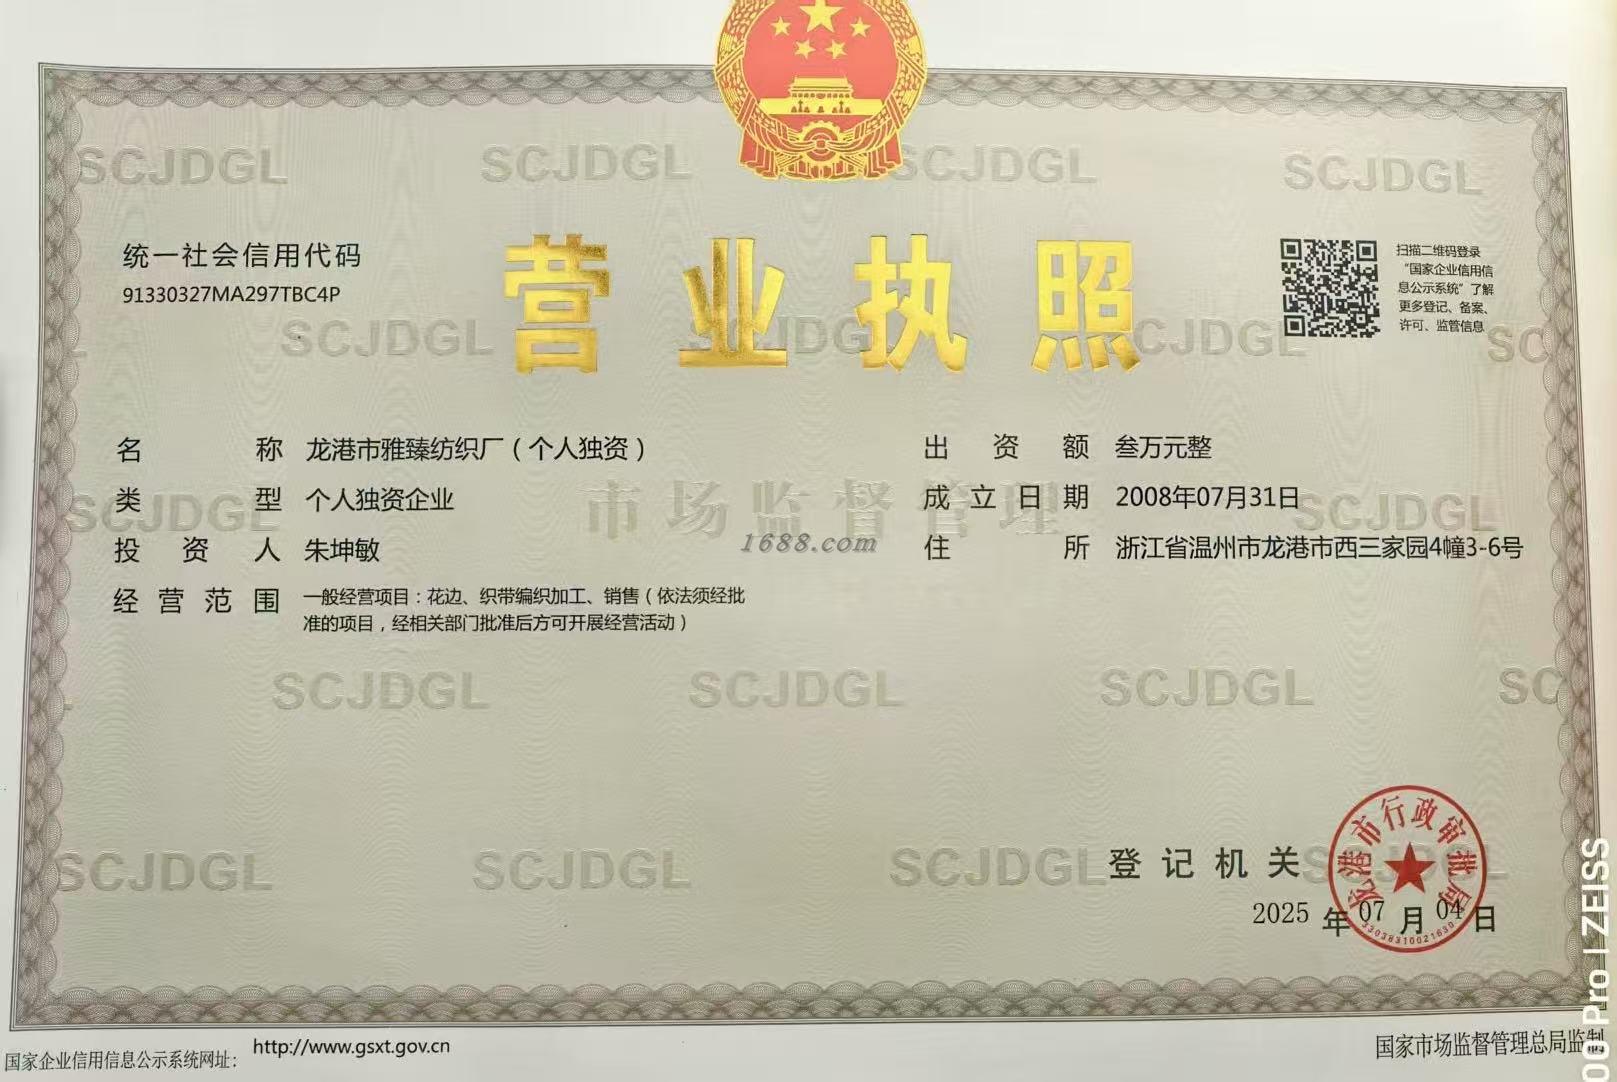 统一社会信用代码
91330327MA297TBC4P
营业执照
扫描二维码登录
“国家企业信用信
息公示系统”了解
更多登记、备案、
许可、监管信息
名称 龙港市雅臻纺织厂（个人独资）
类型 个人独资企业
投资人 朱坤敏
经营范围 一般经营项目：花边、织带编织加工、销售（依法须经批
准的项目，经相关部门批准后方可开展经营活动）
出资额 叁万元整
成立日期 2008年07月31日
住所 浙江省温州市龙港市西三家园4幢3-6号
市场监督管理
1688.com
SCJDGL SCJDGL SCJDGL SCJDGL
SCJDGL SCJDGL SCJDGL SC
SCJDGL SCJDGL
SCJDGL SCJDGL SCJDGL SC
SCJDGL SCJDGL SCJDGL SCJDGL
登记机关
龙港市行政审批局
33038310021630
2025年07月04日
国家企业信用信息公示系统网址：
http://www.gsxt.gov.cn
国家市场监督管理总局监制
00 Pro | ZEISS